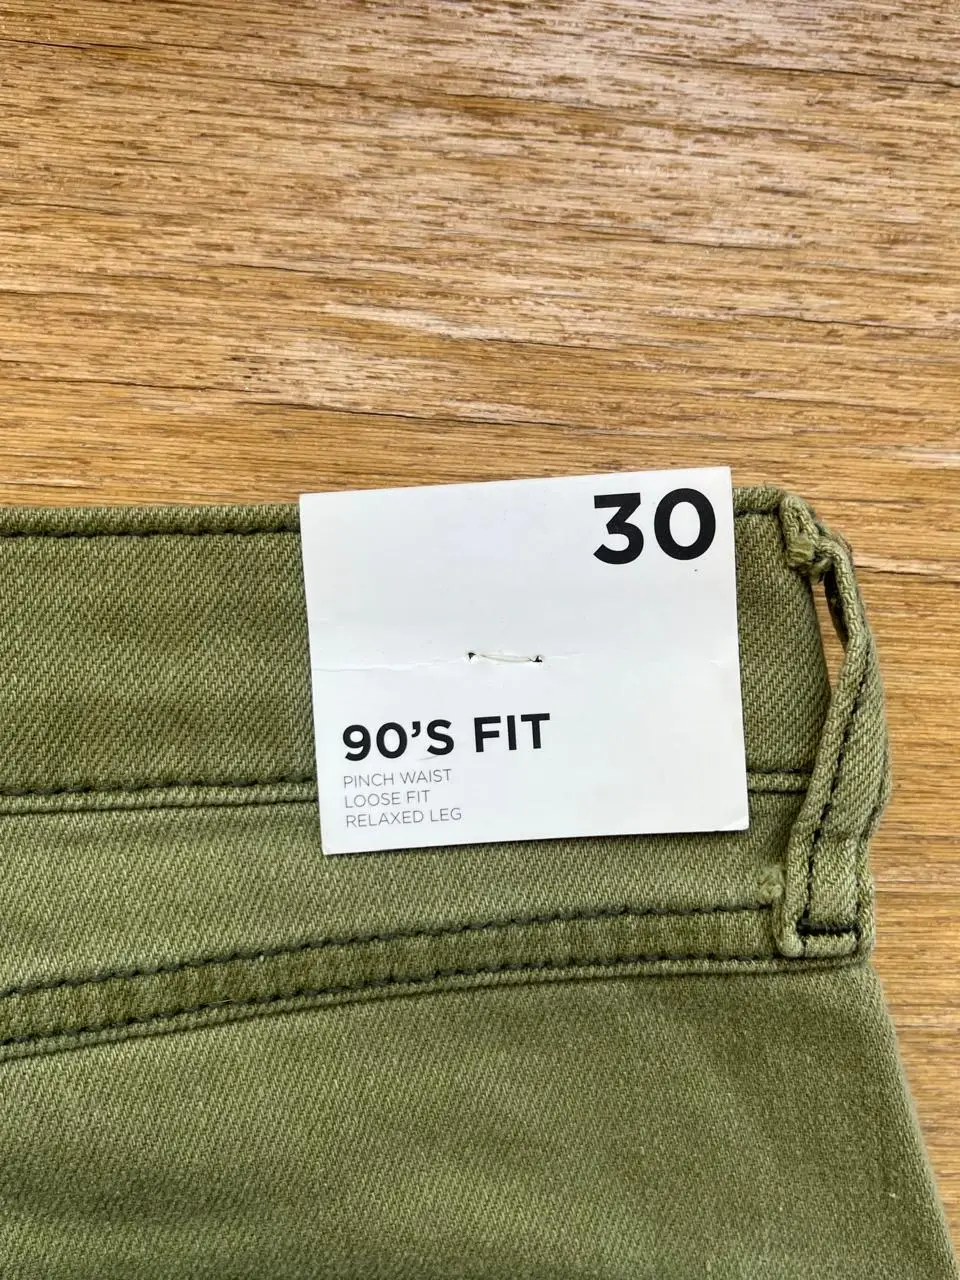 30
90'S FIT
PINCH WAIST
LOOSE FIT
RELAXED LEG